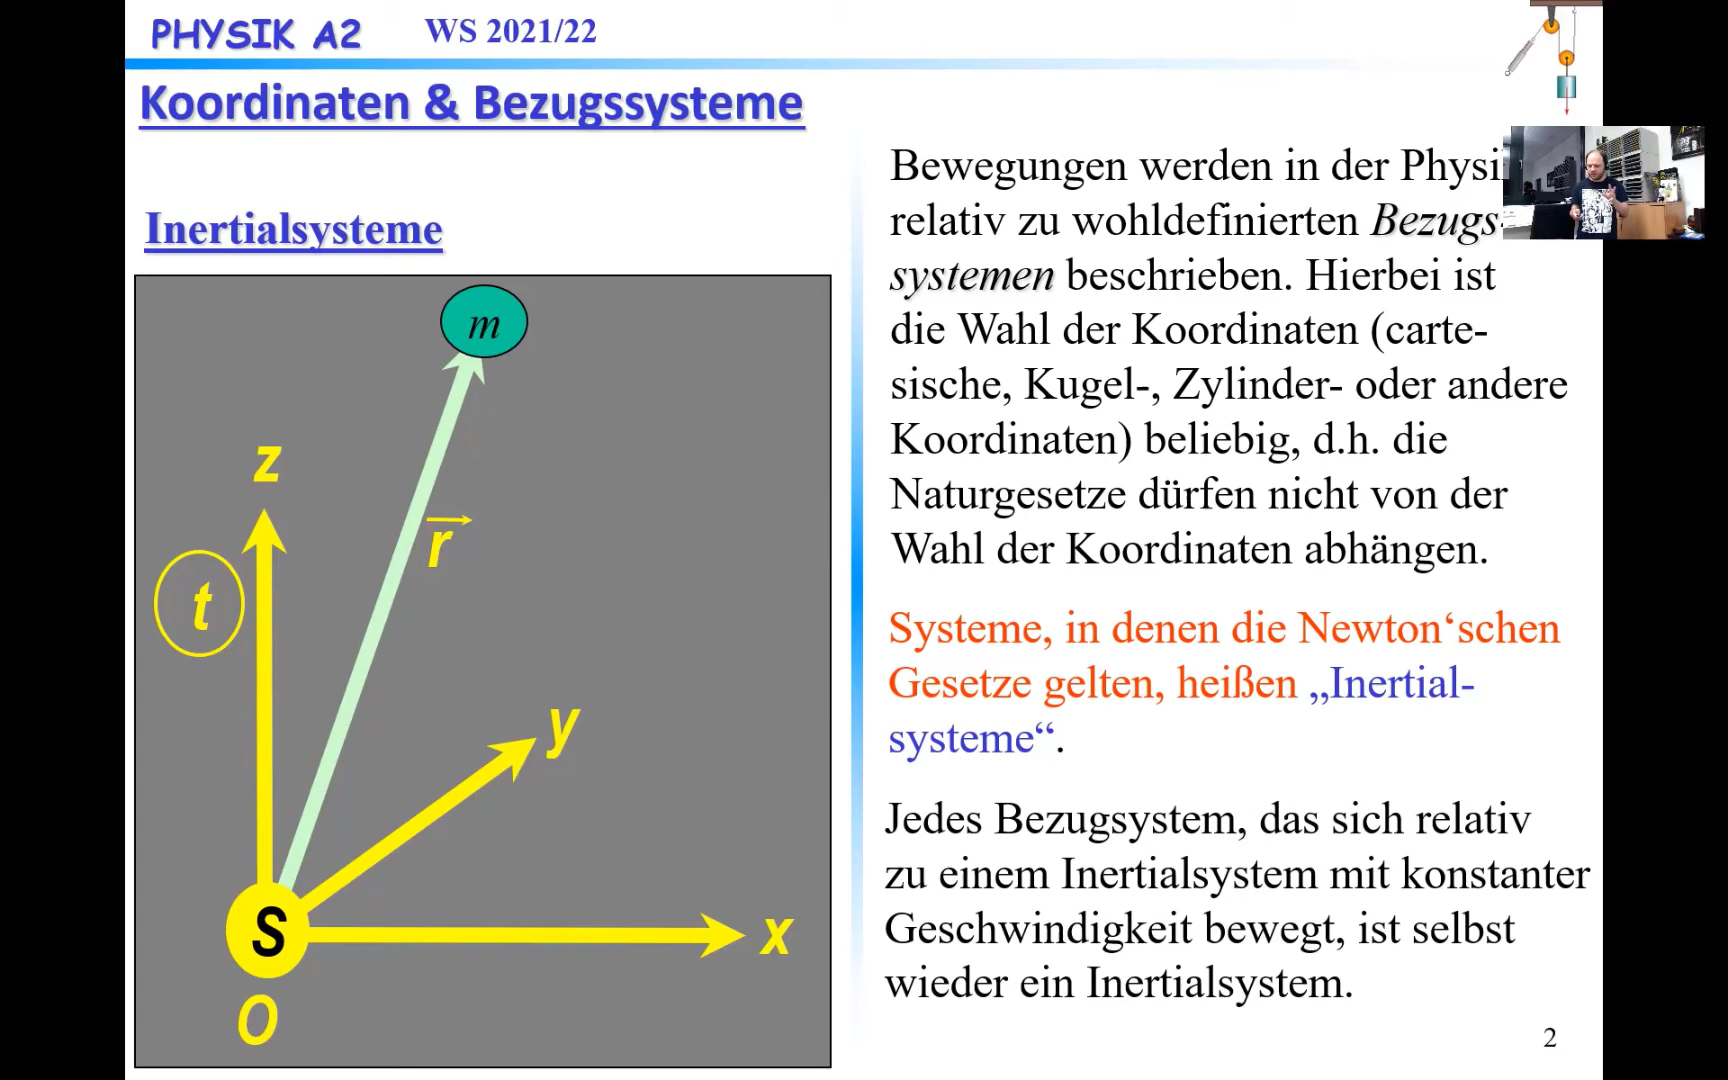 PHYSIK A2 WS 2021/22
Koordinaten & Bezugssysteme
Inertialsysteme
m
z
r
t
y
S
x
O
Bewegungen werden in der Physi
relativ zu wohldefinierten Bezugs-
systemen beschrieben. Hierbei ist
die Wahl der Koordinaten (carte-
sische, Kugel-, Zylinder- oder andere
Koordinaten) beliebig, d.h. die
Naturgesetze dürfen nicht von der
Wahl der Koordinaten abhängen.
Systeme, in denen die Newton‘schen
Gesetze gelten, heißen „Inertial-
systeme“.
Jedes Bezugsystem, das sich relativ
zu einem Inertialsystem mit konstanter
Geschwindigkeit bewegt, ist selbst
wieder ein Inertialsystem.
2